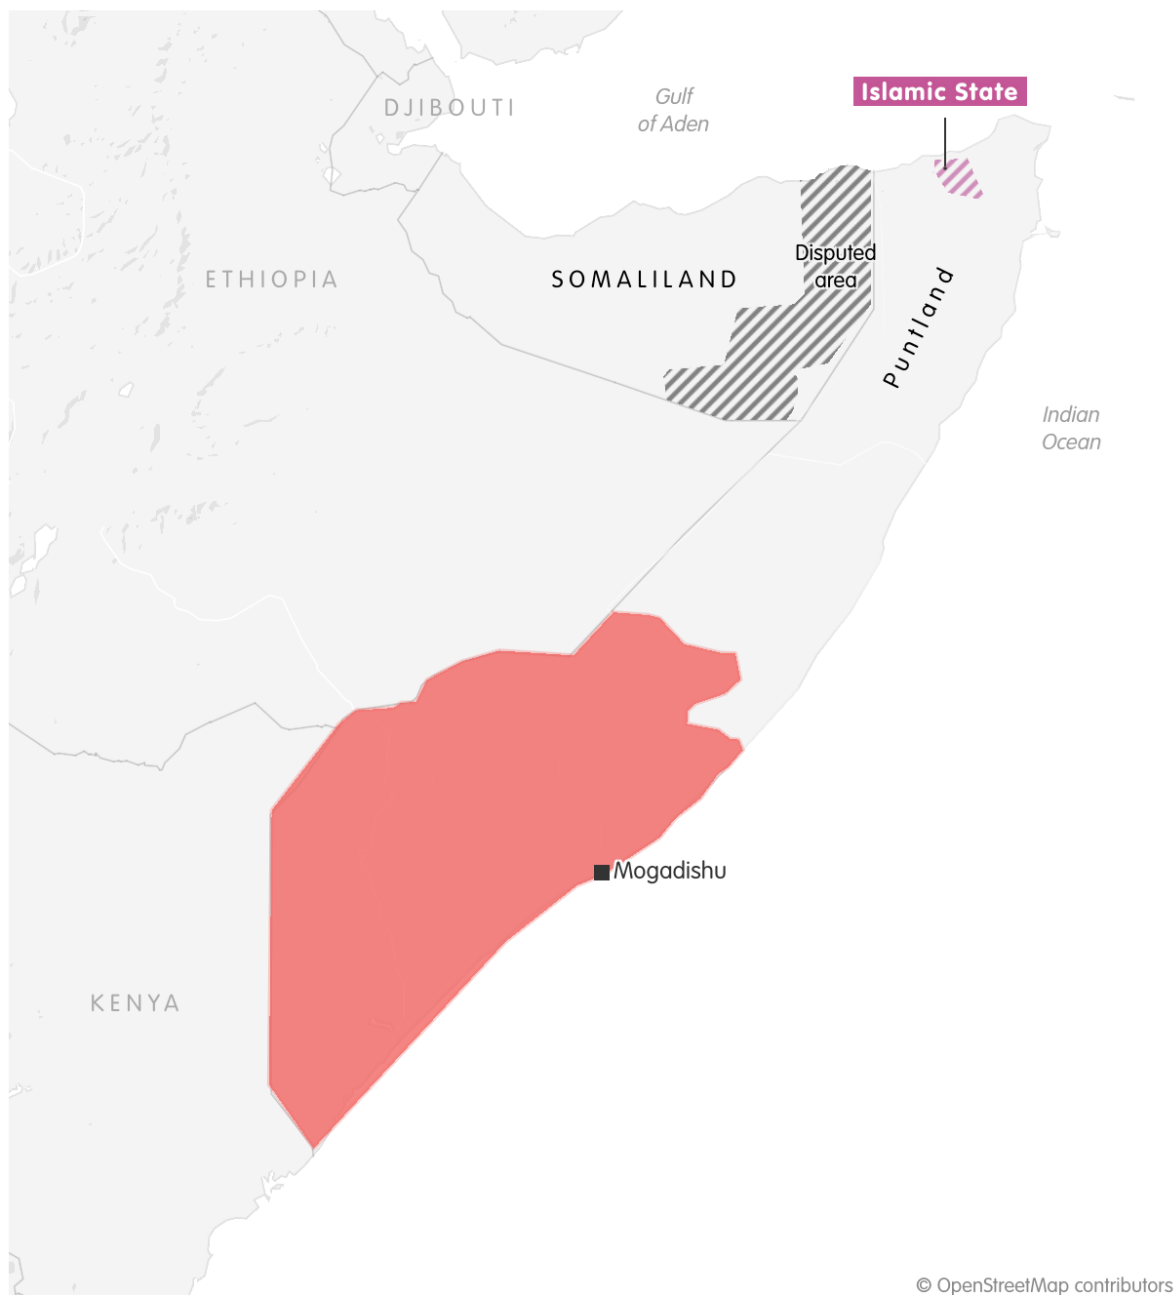 Islamic State
DJIBOUTI
Gulf
of Aden
Disputed
area
ETHIOPIA
SOMALILAND
Puntland
Indian
Ocean
Mogadishu
KENYA
© OpenStreetMap contributors